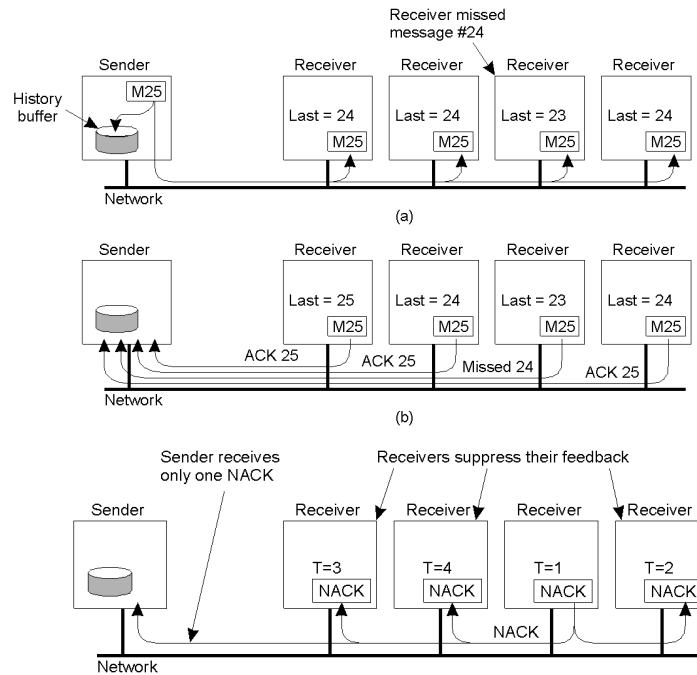 Receiver missed
message #24
Sender
Receiver
Receiver
Receiver
Receiver
History
buffer
M25
Last = 24
Last = 24
Last = 23
Last = 24
M25
M25
M25
M25
Network
(a)
Sender
Receiver
Receiver
Receiver
Receiver
Last = 25
Last = 24
Last = 23
Last = 24
M25
M25
M25
M25
ACK 25
ACK 25
Missed 24
ACK 25
Network
(b)
Sender receives
only one NACK
Receivers suppress their feedback
Sender
Receiver
Receiver
Receiver
Receiver
T=3
T=4
T=1
T=2
NACK
NACK
NACK
NACK
NACK
Network